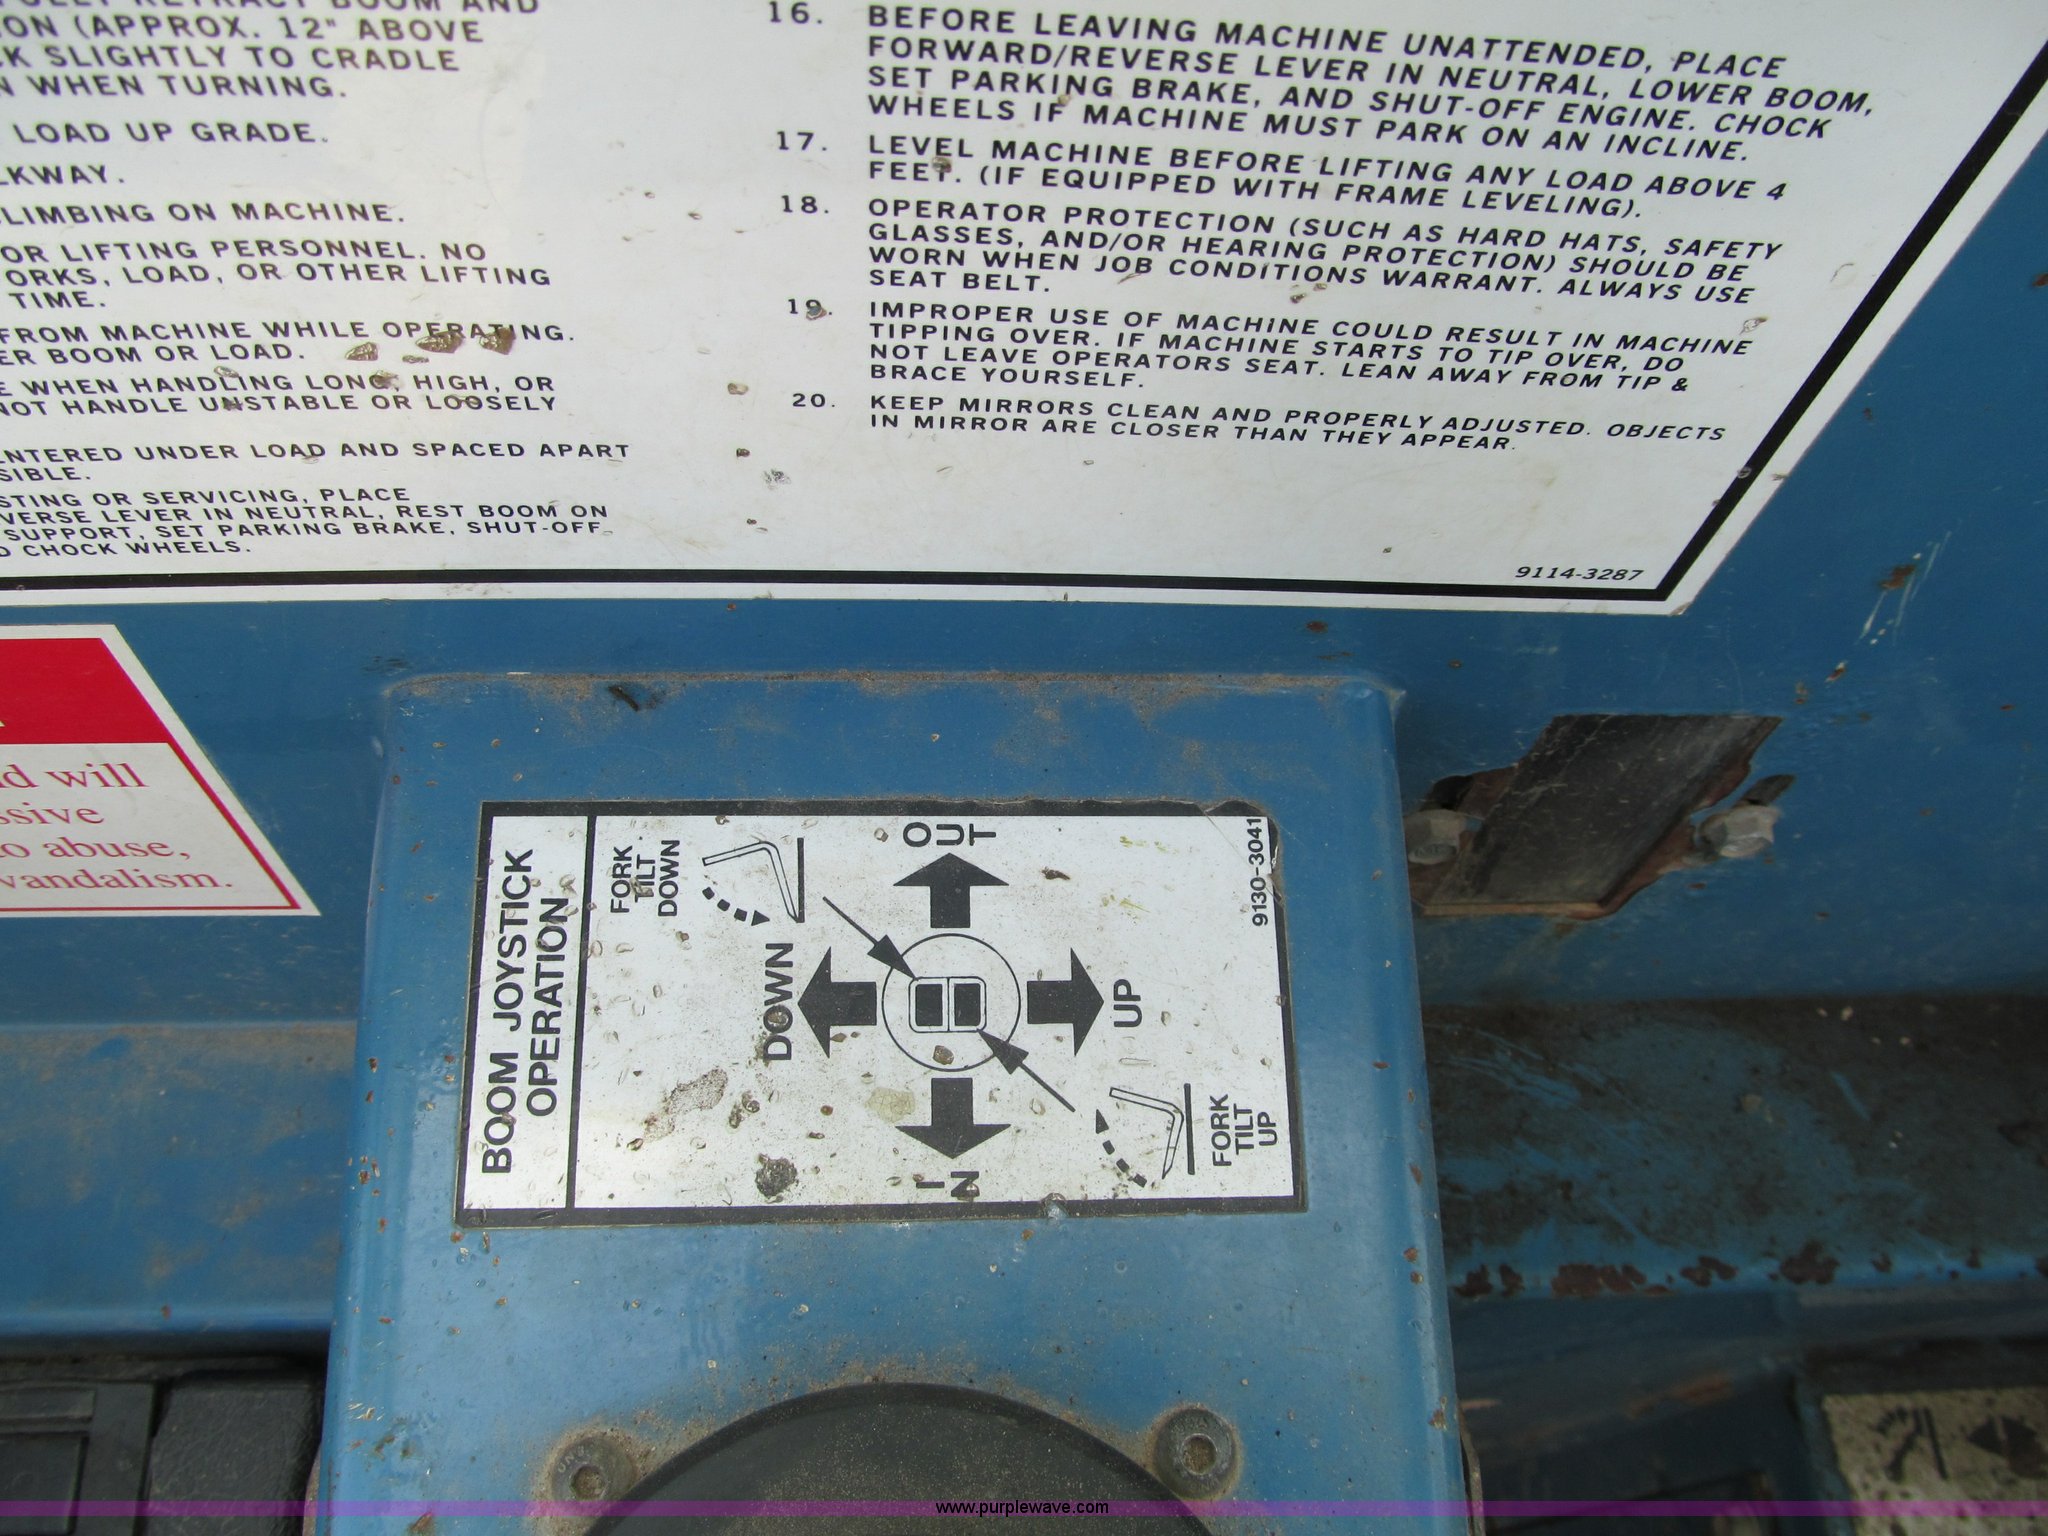 FULLY RETRACT BOOM AND
ION (APPROX. 12" ABOVE
CK SLIGHTLY TO CRADLE
N WHEN TURNING.
LOAD UP GRADE.
LKWAY.
CLIMBING ON MACHINE.
OR LIFTING PERSONNEL. NO
ORKS, LOAD, OR OTHER LIFTING
TIME.
FROM MACHINE WHILE OPERATING.
ER BOOM OR LOAD.
E WHEN HANDLING LONG, HIGH, OR
NOT HANDLE UNSTABLE OR LOOSELY
ENTERED UNDER LOAD AND SPACED APART
SIBLE.
STING OR SERVICING, PLACE
VERSE LEVER IN NEUTRAL, REST BOOM ON
SUPPORT, SET PARKING BRAKE, SHUT-OFF
D CHOCK WHEELS.
16. BEFORE LEAVING MACHINE UNATTENDED, PLACE
FORWARD/REVERSE LEVER IN NEUTRAL, LOWER BOOM,
SET PARKING BRAKE, AND SHUT-OFF ENGINE. CHOCK
WHEELS IF MACHINE MUST PARK ON AN INCLINE.
17. LEVEL MACHINE BEFORE LIFTING ANY LOAD ABOVE 4
FEET. (IF EQUIPPED WITH FRAME LEVELING).
18. OPERATOR PROTECTION (SUCH AS HARD HATS, SAFETY
GLASSES, AND/OR HEARING PROTECTION) SHOULD BE
WORN WHEN JOB CONDITIONS WARRANT. ALWAYS USE
SEAT BELT.
19. IMPROPER USE OF MACHINE COULD RESULT IN MACHINE
TIPPING OVER. IF MACHINE STARTS TO TIP OVER, DO
NOT LEAVE OPERATORS SEAT. LEAN AWAY FROM TIP &
BRACE YOURSELF.
20. KEEP MIRRORS CLEAN AND PROPERLY ADJUSTED. OBJECTS
IN MIRROR ARE CLOSER THAN THEY APPEAR.
9114-3287
d will
ssive
to abuse,
vandalism.
BOOM JOYSTICK
OPERATION
FORK
TILT
DOWN
DOWN
OUT
IN
UP
FORK
TILT
UP
9130-3041
www.purplewave.com